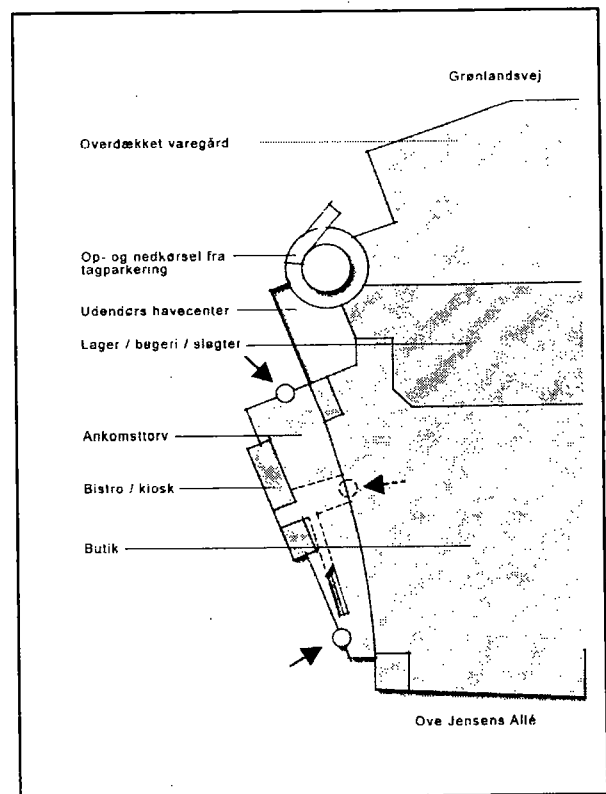 Grønlandsvej
Overdækket varegård
Op- og nedkørsel fra
tagparkering
Udendørs havecenter
Lager / bageri / slagter
Ankomsttorv
Bistro / kiosk
Butik
Ove Jensens Allé